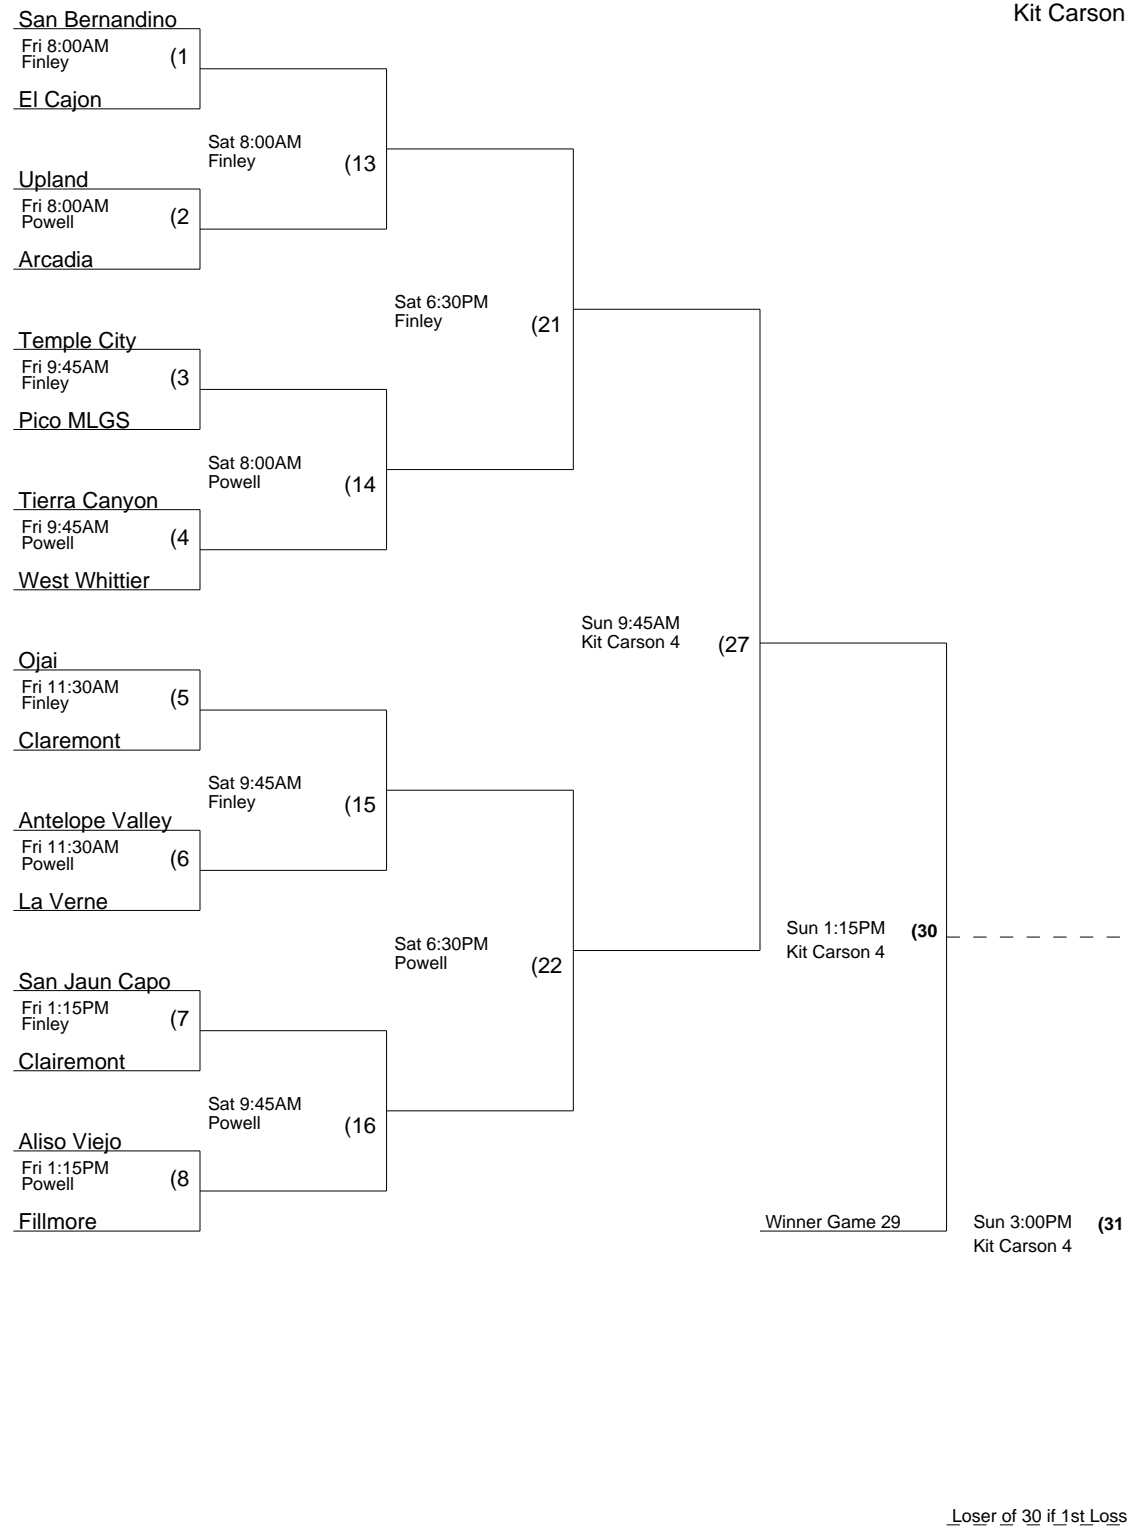 Kit Carson
San Bernandino
Fri 8:00AM
Finley
(1
El Cajon
Sat 8:00AM
Finley
(13
Upland
Fri 8:00AM
Powell
(2
Arcadia
Sat 6:30PM
Finley
(21
Temple City
Fri 9:45AM
Finley
(3
Pico MLGS
Sat 8:00AM
Powell
(14
Tierra Canyon
Fri 9:45AM
Powell
(4
West Whittier
Sun 9:45AM
Kit Carson 4
(27
Ojai
Fri 11:30AM
Finley
(5
Claremont
Sat 9:45AM
Finley
(15
Antelope Valley
Fri 11:30AM
Powell
(6
La Verne
Sun 1:15PM
Kit Carson 4
(30
Sat 6:30PM
Powell
(22
San Jaun Capo
Fri 1:15PM
Finley
(7
Clairemont
Sat 9:45AM
Powell
(16
Aliso Viejo
Fri 1:15PM
Powell
(8
Fillmore
Winner Game 29
Sun 3:00PM
Kit Carson 4
(31
Loser of 30 if 1st Loss